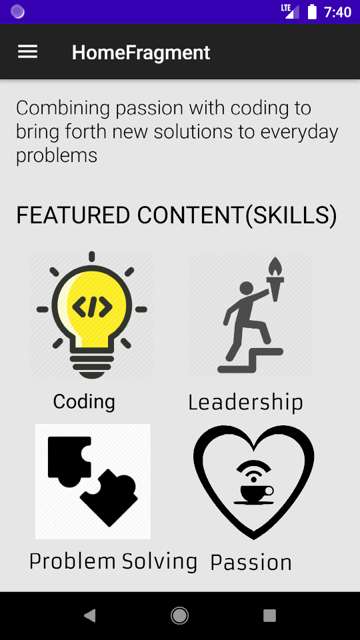 LTE 7:40
HomeFragment
Combining passion with coding to
bring forth new solutions to everyday
problems
FEATURED CONTENT(SKILLS)
</>
Coding Leadership
Problem Solving Passion